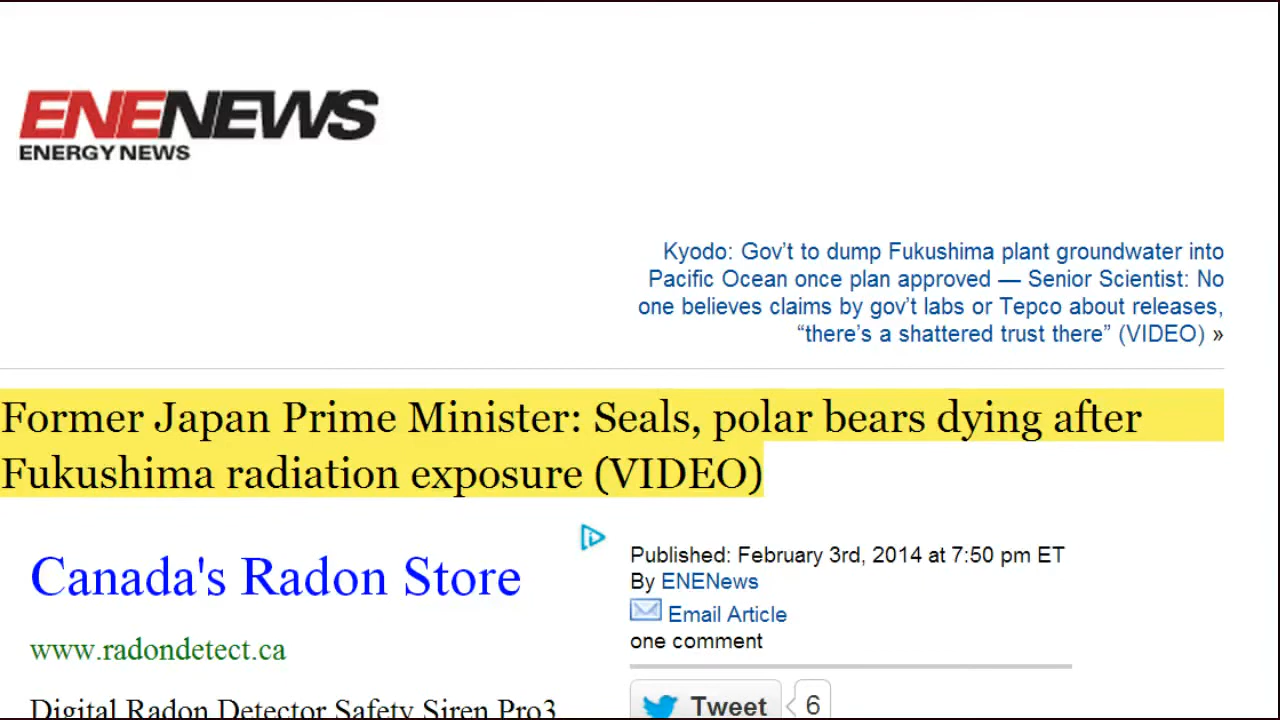 ENENEWS
ENERGY NEWS
Kyodo: Gov't to dump Fukushima plant groundwater into
Pacific Ocean once plan approved — Senior Scientist: No
one believes claims by gov't labs or Tepco about releases,
“there's a shattered trust there” (VIDEO) »
Former Japan Prime Minister: Seals, polar bears dying after
Fukushima radiation exposure (VIDEO)
Canada's Radon Store
www.radondetect.ca
Digital Radon Detector Safety Siren Pro3
Published: February 3rd, 2014 at 7:50 pm ET
By ENENews
Email Article
one comment
Tweet 6